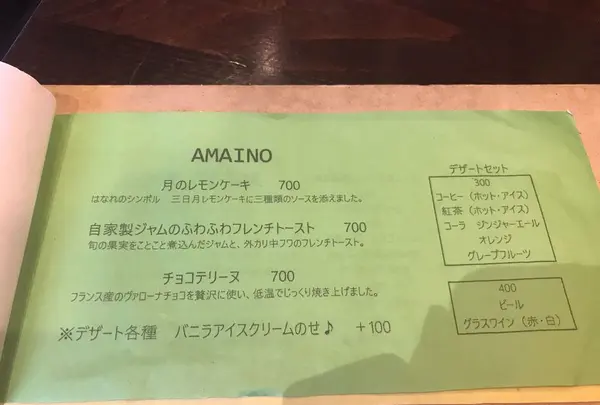 AMAINO
月のレモンケーキ 700
はなれのシンボル 三日月レモンケーキに三種類のソースを添えました。
自家製ジャムのふわふわフレンチトースト 700
旬の果実をことこと煮込んだジャムと、外カリ中フワのフレンチトースト。
チョコテリーヌ 700
フランス産のヴァローナチョコを贅沢に使い、低温でじっくり焼き上げました。
※デザート各種 バニラアイスクリームのせ♪ +100
デザートセット
300
コーヒー（ホット・アイス）
紅茶（ホット・アイス）
コーラ ジンジャーエール
オレンジ
グレープフルーツ
400
ビール
グラスワイン（赤・白）